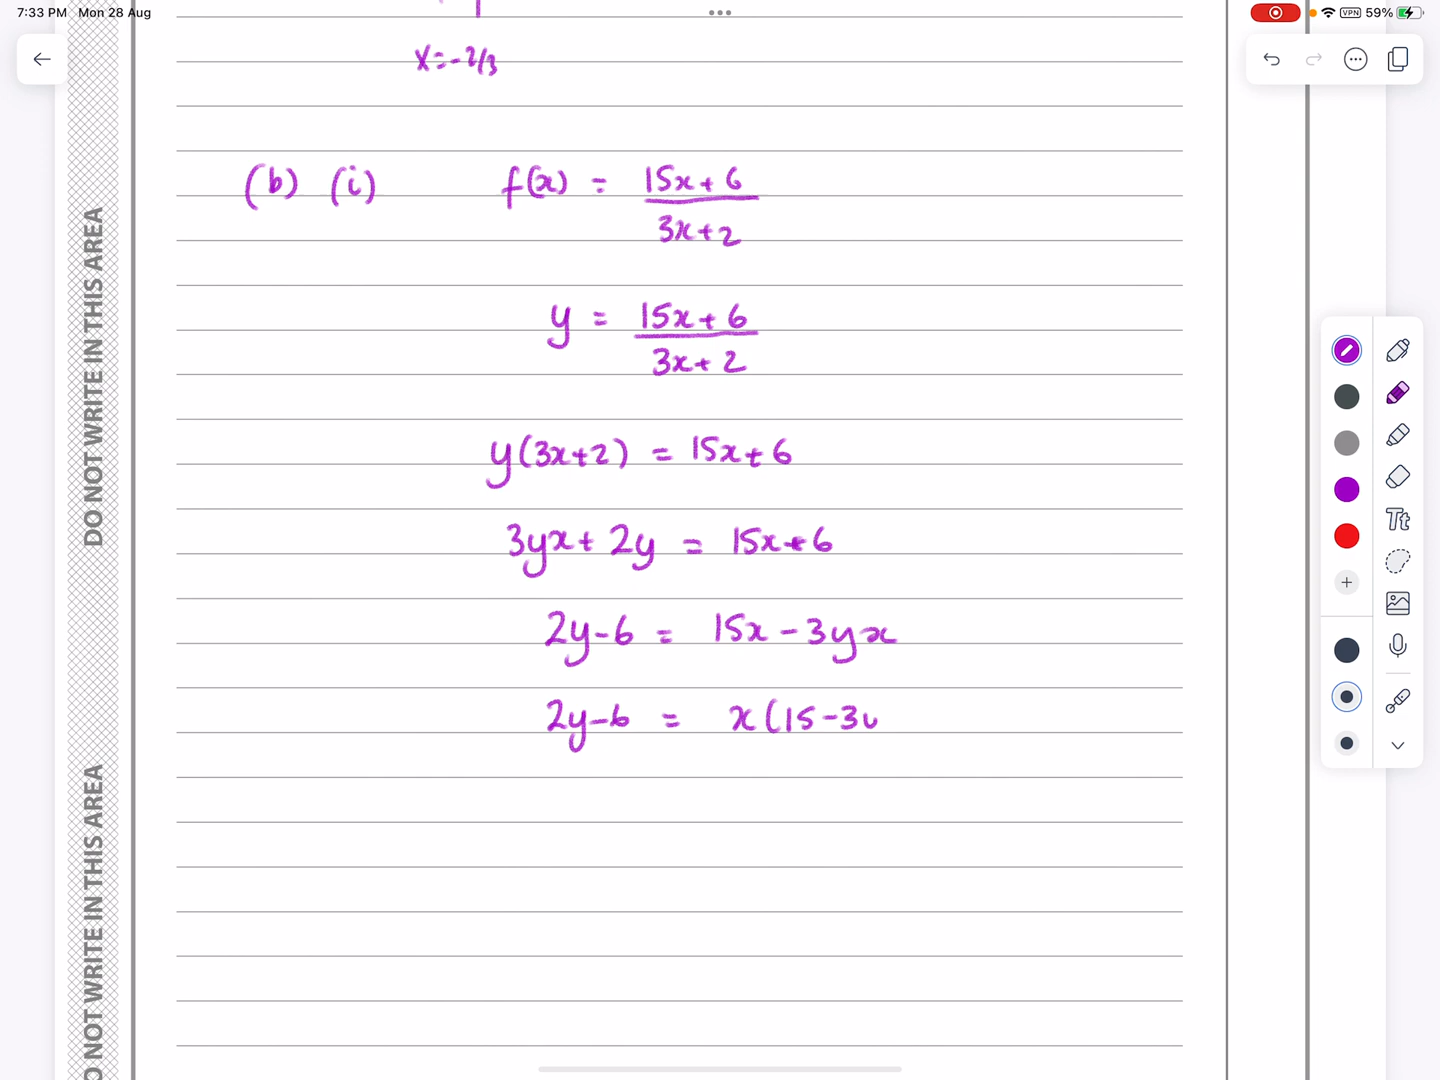 7:33 PM Mon 28 Aug
VPN 59%
x=-2/3
(b) (i) f(x) = 15x+6
3x+2
y = 15x+6
3x+2
y(3x+2) = 15x+6
3yx+ 2y = 15x+6
2y-6 = 15x-3yx
2y-6 = x(15-3
DO NOT WRITE IN THIS AREA
O NOT WRITE IN THIS AREA
Tt